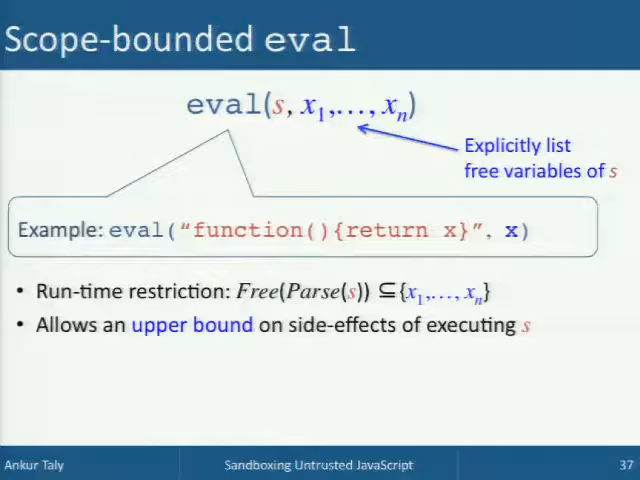 Scope-bounded eval
eval(s, x1,…, xn)
Explicitly list
free variables of s
Example: eval("function(){return x}", x)
• Run-time restriction: Free(Parse(s)) ⊆{x1,…, xn}
• Allows an upper bound on side-effects of executing s
Ankur Taly
Sandboxing Untrusted JavaScript
37